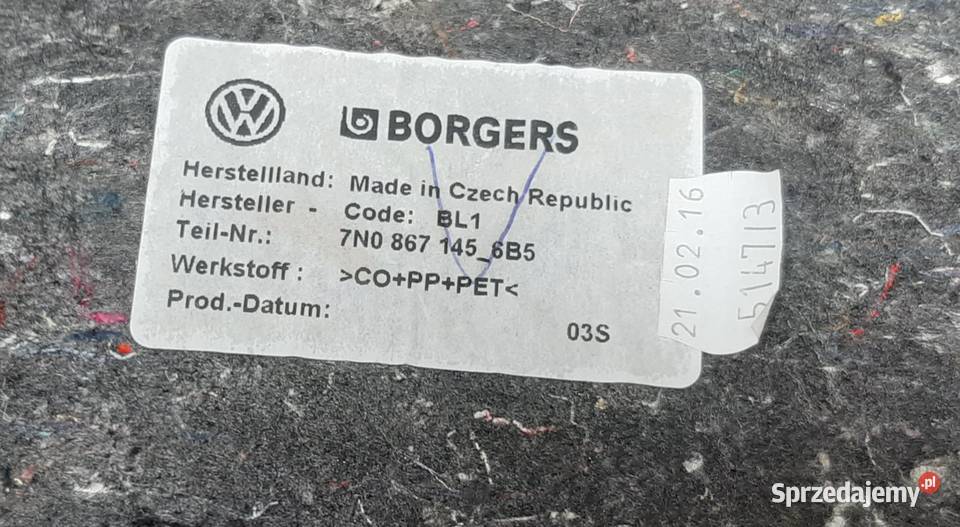 BORGERS
Herstellland: Made in Czech Republic
Hersteller - Code: BL1
Teil-Nr.: 7N0 867 145_6B5
Werkstoff : >CO+PP+PET<
Prod.-Datum:
03S
21.02.16
514713
Sprzedajemy.pl